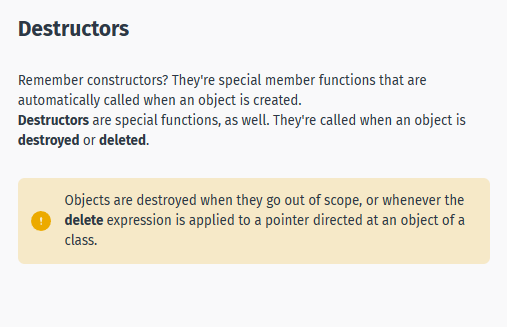 Destructors
Remember constructors? They're special member functions that are
automatically called when an object is created.
Destructors are special functions, as well. They're called when an object is
destroyed or deleted.
!
Objects are destroyed when they go out of scope, or whenever the
delete expression is applied to a pointer directed at an object of a
class.